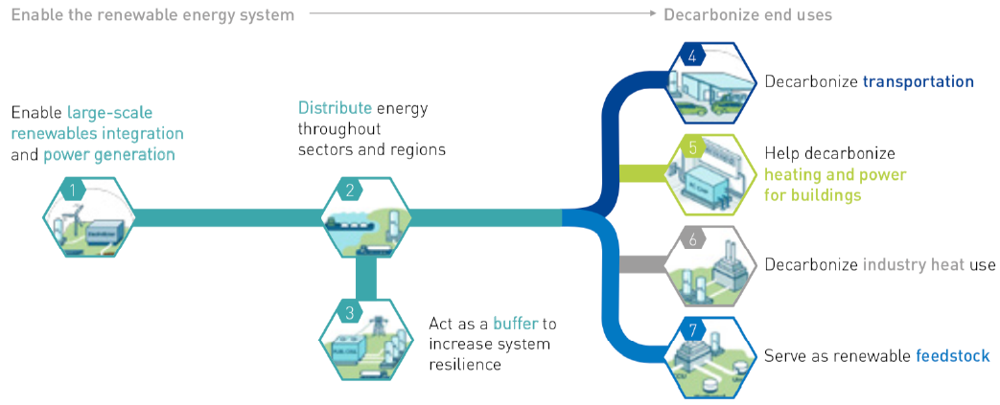 Enable the renewable energy system
Decarbonize end uses
Enable large-scale
renewables integration
and power generation
1
Distribute energy
throughout
sectors and regions
2
3
Act as a buffer to
increase system
resilience
4
Decarbonize transportation
5
Help decarbonize
heating and power
for buildings
6
Decarbonize industry heat use
7
Serve as renewable feedstock